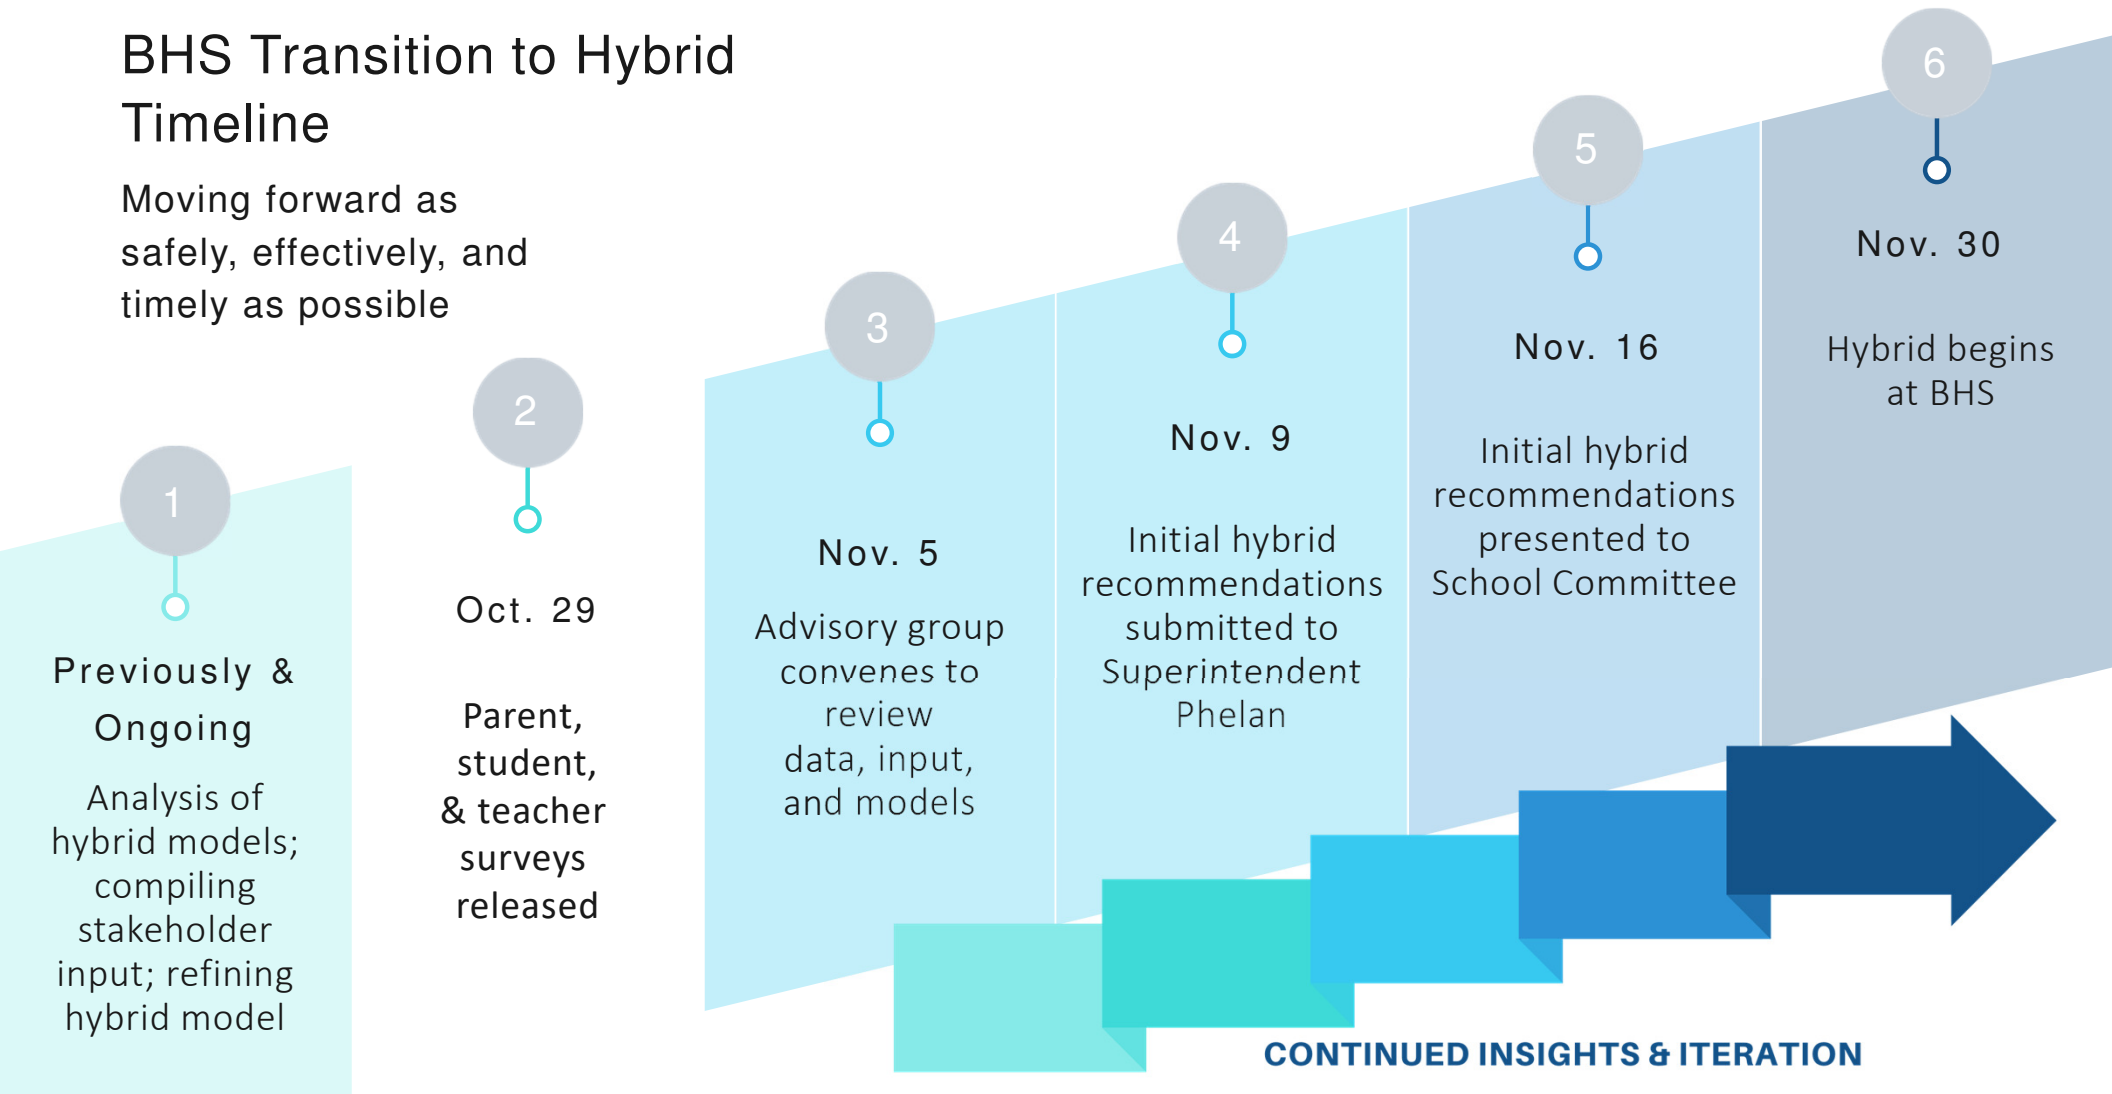 BHS Transition to Hybrid
Timeline
Moving forward as
safely, effectively, and
timely as possible
1
Previously &
Ongoing
Analysis of
hybrid models;
compiling
stakeholder
input; refining
hybrid model
2
Oct. 29
Parent,
student,
& teacher
surveys
released
3
Nov. 5
Advisory group
convenes to
review
data, input,
and models
4
Nov. 9
Initial hybrid
recommendations
submitted to
Superintendent
Phelan
5
Nov. 16
Initial hybrid
recommendations
presented to
School Committee
6
Nov. 30
Hybrid begins
at BHS
CONTINUED INSIGHTS & ITERATION